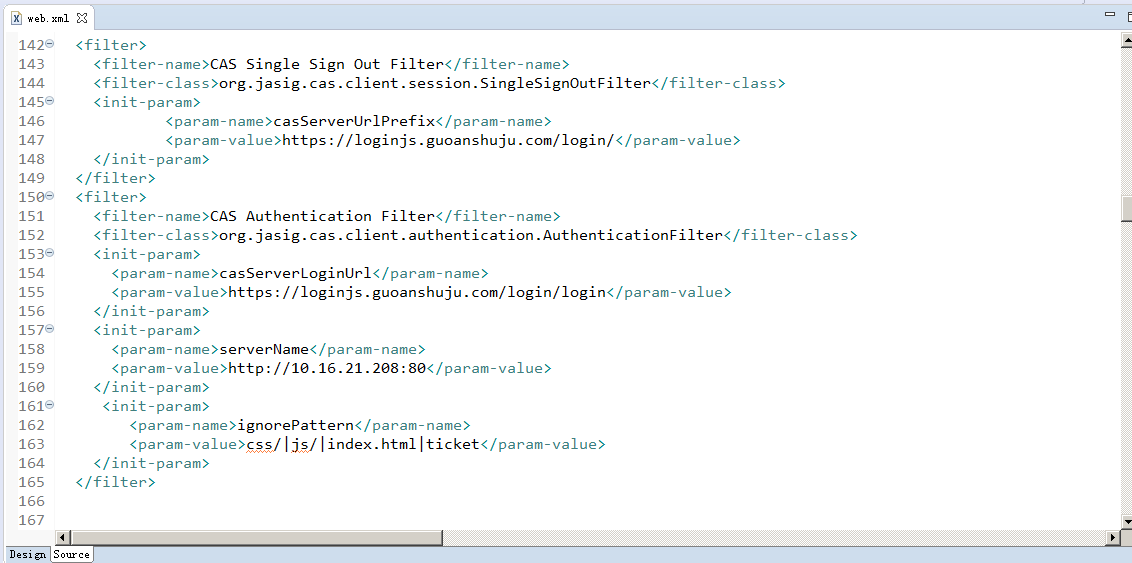 web.xml
142 <filter>
143 <filter-name>CAS Single Sign Out Filter</filter-name>
144 <filter-class>org.jasig.cas.client.session.SingleSignOutFilter</filter-class>
145 <init-param>
146 <param-name>casServerUrlPrefix</param-name>
147 <param-value>https://loginjs.guoanshuju.com/login/</param-value>
148 </init-param>
149 </filter>
150 <filter>
151 <filter-name>CAS Authentication Filter</filter-name>
152 <filter-class>org.jasig.cas.client.authentication.AuthenticationFilter</filter-class>
153 <init-param>
154 <param-name>casServerLoginUrl</param-name>
155 <param-value>https://loginjs.guoanshuju.com/login/login</param-value>
156 </init-param>
157 <init-param>
158 <param-name>serverName</param-name>
159 <param-value>http://10.16.21.208:80</param-value>
160 </init-param>
161 <init-param>
162 <param-name>ignorePattern</param-name>
163 <param-value>css/|js/|index.html|ticket</param-value>
164 </init-param>
165 </filter>
166
167
Design Source